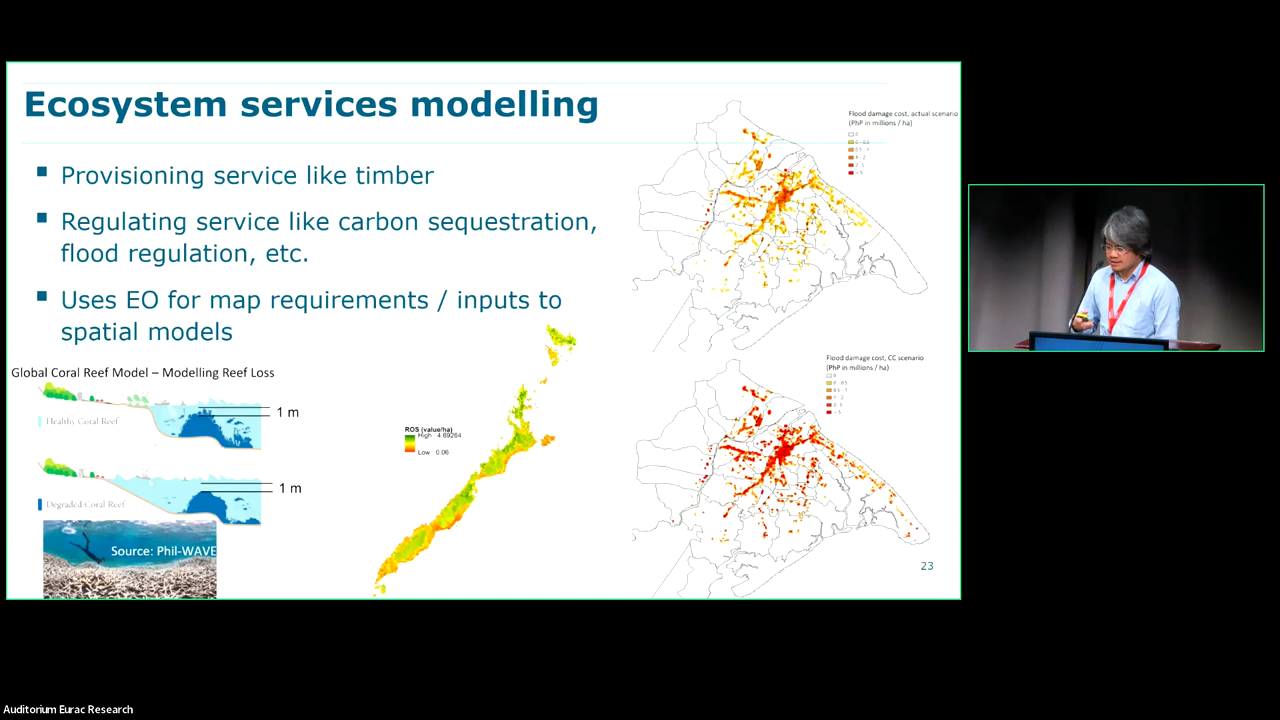 Ecosystem services modelling
Provisioning service like timber
Regulating service like carbon sequestration,
flood regulation, etc.
Uses EO for map requirements / inputs to
spatial models
Global Coral Reef Model – Modelling Reef Loss
1 m
Healthy Coral Reef
1 m
Degraded Coral Reef
Source: Phil-WAVE
ROS (value/ha)
High 4.69264
Low 0.06
Flood damage cost, actual scenario
(PhP in millions / ha)
Flood damage cost, CC scenario
(PhP in millions / ha)
23
Auditorium Eurac Research